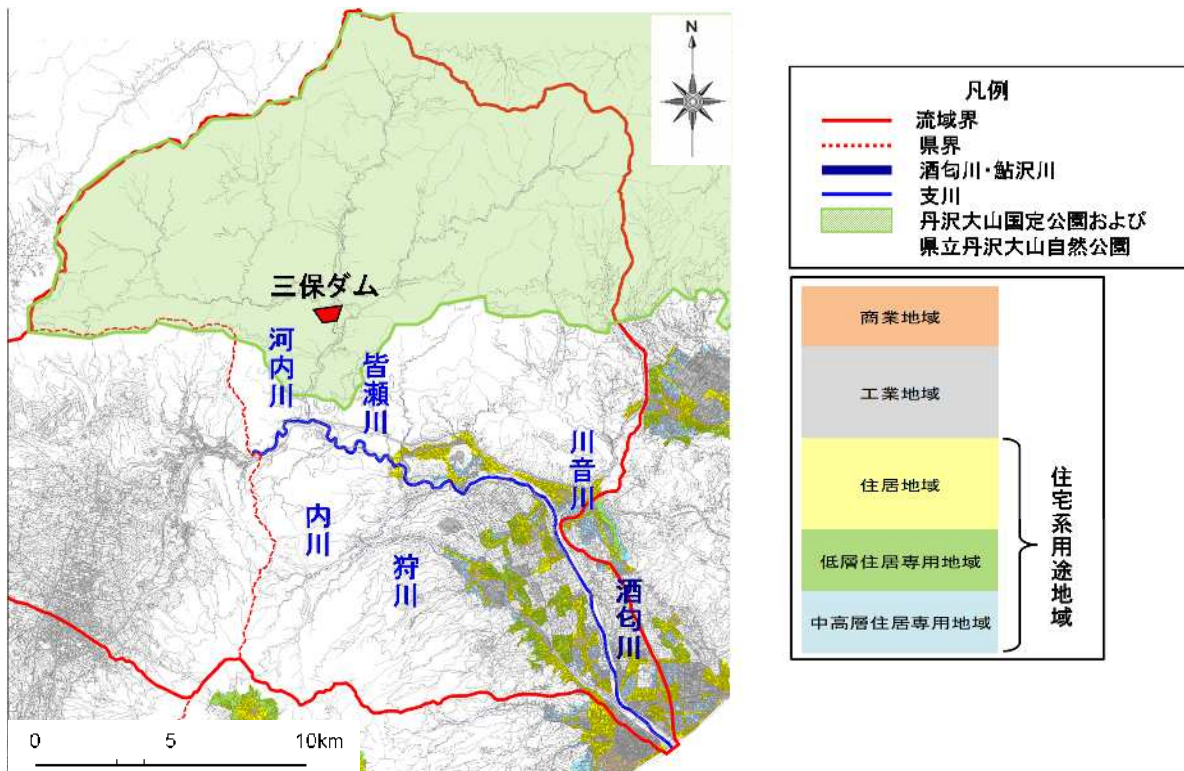 N
三保ダム
河内川
皆瀬川
川音川
内川
狩川
酒匂川
0 5 10km
凡例
流域界
県界
酒匂川・鮎沢川
支川
丹沢大山国定公園および
県立丹沢大山自然公園
商業地域
工業地域
住居地域
低層住居専用地域
中高層住居専用地域
住宅系用途地域